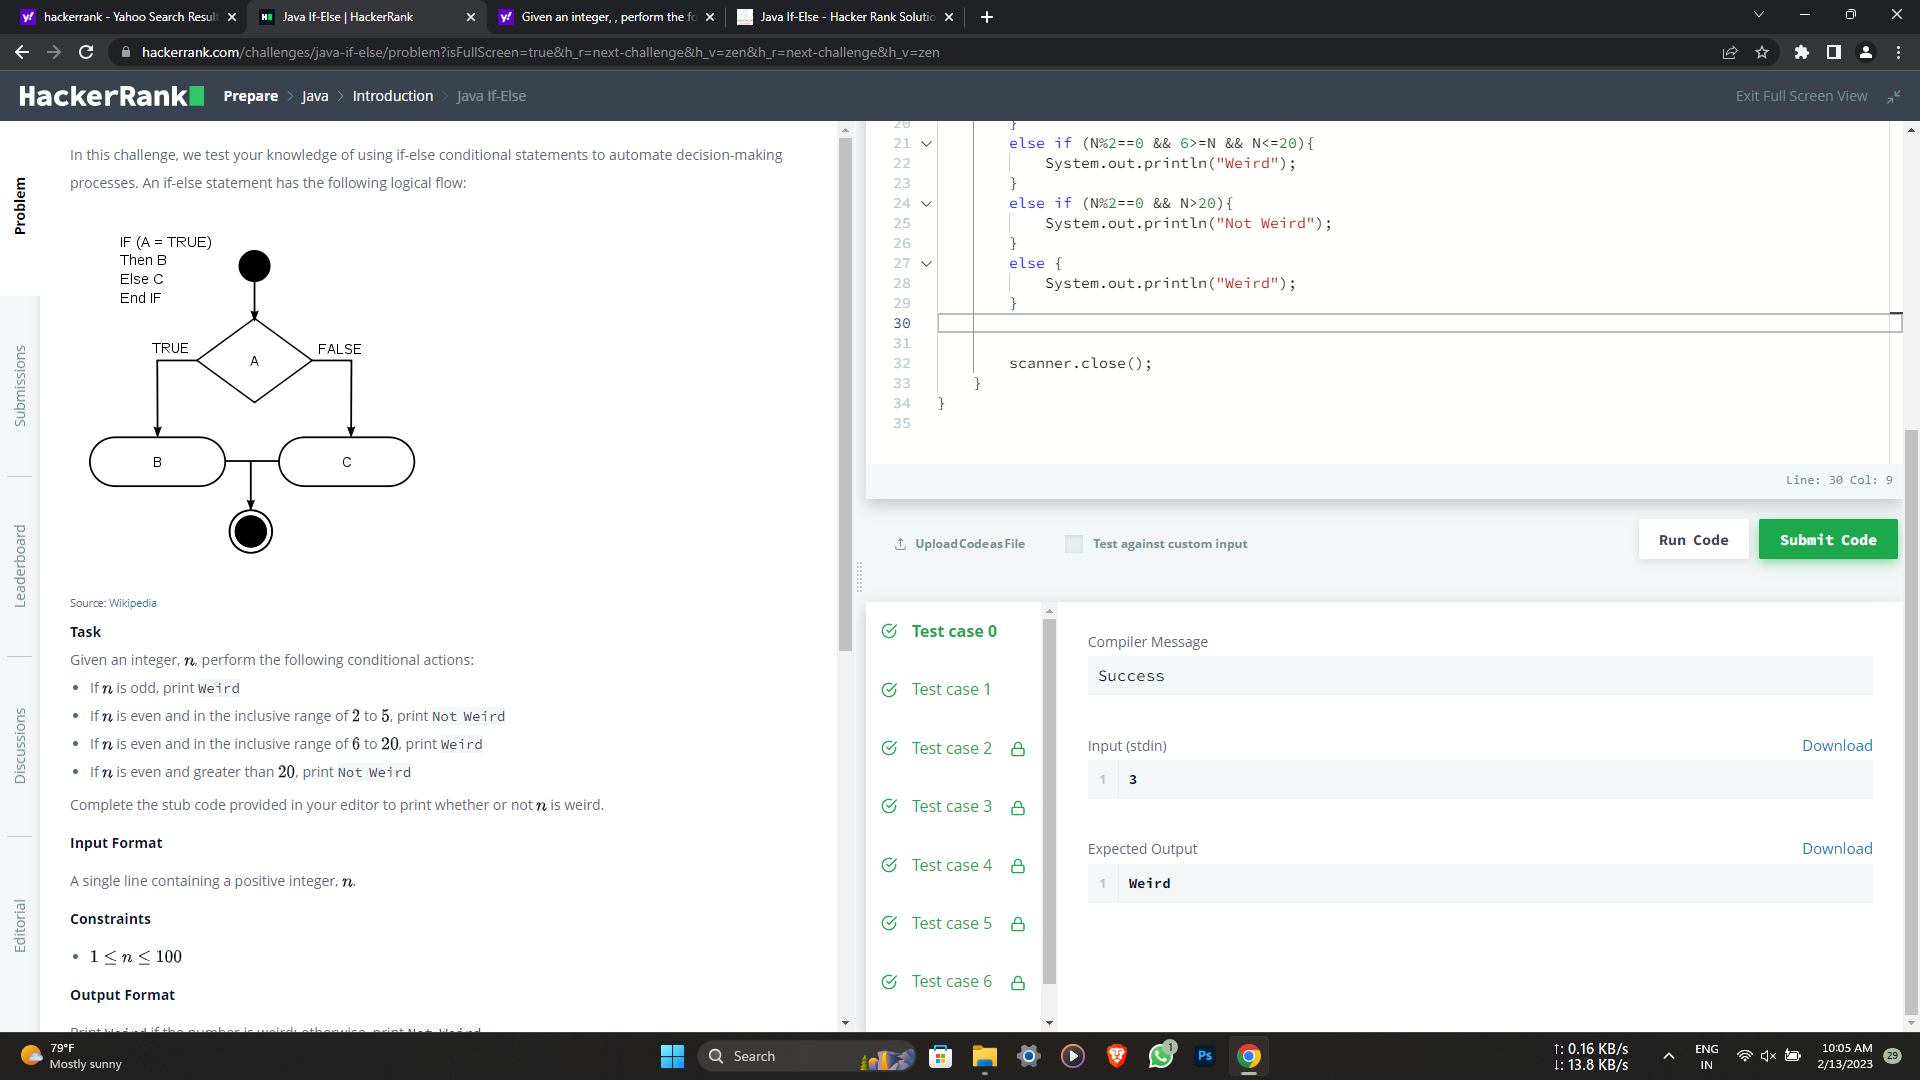 hackerrank - Yahoo Search Result
Java If-Else | HackerRank
Given an integer, , perform the fo
Java If-Else - Hacker Rank Solutio
hackerrank.com/challenges/java-if-else/problem?isFullScreen=true&h_r=next-challenge&h_v=zen&h_r=next-challenge&h_v=zen
HackerRank
Prepare > Java > Introduction > Java If-Else
Exit Full Screen View
Problem
Submissions
Leaderboard
Discussions
Editorial
In this challenge, we test your knowledge of using if-else conditional statements to automate decision-making
processes. An if-else statement has the following logical flow:
IF (A = TRUE)
Then B
Else C
End IF
TRUE
A
FALSE
B
C
Source: Wikipedia
Task
Given an integer, n, perform the following conditional actions:
• If n is odd, print Weird
• If n is even and in the inclusive range of 2 to 5, print Not Weird
• If n is even and in the inclusive range of 6 to 20, print Weird
• If n is even and greater than 20, print Not Weird
Complete the stub code provided in your editor to print whether or not n is weird.
Input Format
A single line containing a positive integer, n.
Constraints
• 1 ≤ n ≤ 100
Output Format
Print Weird if the number is weird; otherwise, print Not Weird
20 }
21 else if (N%2==0 && 6>=N && N<=20){
22 System.out.println("Weird");
23 }
24 else if (N%2==0 && N>20){
25 System.out.println("Not Weird");
26 }
27 else {
28 System.out.println("Weird");
29 }
30
31
32 scanner.close();
33 }
34 }
35
Line: 30 Col: 9
Upload Code as File
Test against custom input
Run Code
Submit Code
Test case 0
Test case 1
Test case 2
Test case 3
Test case 4
Test case 5
Test case 6
Compiler Message
Success
Input (stdin)
Download
1 3
Expected Output
Download
1 Weird
79°F
Mostly sunny
Search
1
Ps
↑: 0.16 KB/s
↓: 13.8 KB/s
ENG
IN
10:05 AM
2/13/2023
29